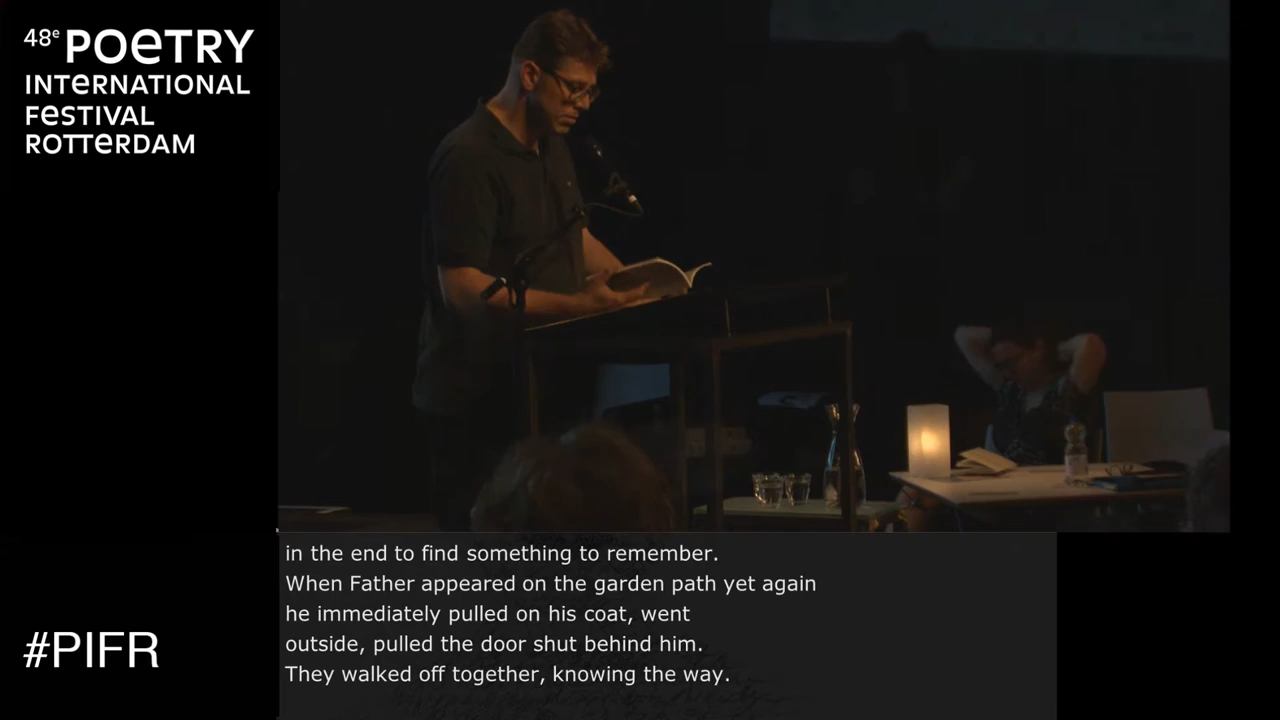 48e POeTRY
INTeRNATIONAL
FeSTIVAL
ROTTeRDAM
in the end to find something to remember.
When Father appeared on the garden path yet again
he immediately pulled on his coat, went
outside, pulled the door shut behind him.
They walked off together, knowing the way.
#PIFR